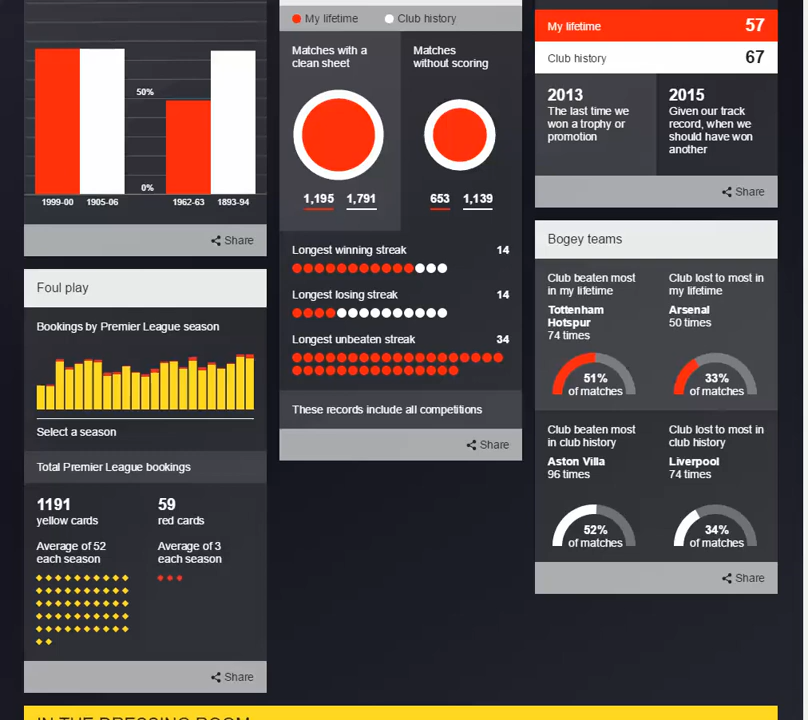 50%
0%
1999-00 1905-06 1962-63 1893-94
Share
Foul play
Bookings by Premier League season
Select a season
Total Premier League bookings
1191
yellow cards
59
red cards
Average of 52
each season
Average of 3
each season
Share
My lifetime Club history
Matches with a
clean sheet
Matches
without scoring
1,195 1,791
653 1,139
Longest winning streak 14
Longest losing streak 14
Longest unbeaten streak 34
These records include all competitions
Share
My lifetime 57
Club history 67
2013
The last time we
won a trophy or
promotion
2015
Given our track
record, when we
should have won
another
Share
Bogey teams
Club beaten most
in my lifetime
Tottenham
Hotspur
74 times
51%
of matches
Club lost to most in
my lifetime
Arsenal
50 times
33%
of matches
Club beaten most
in club history
Aston Villa
96 times
52%
of matches
Club lost to most in
club history
Liverpool
74 times
34%
of matches
Share
IN THE DRESSING ROOM